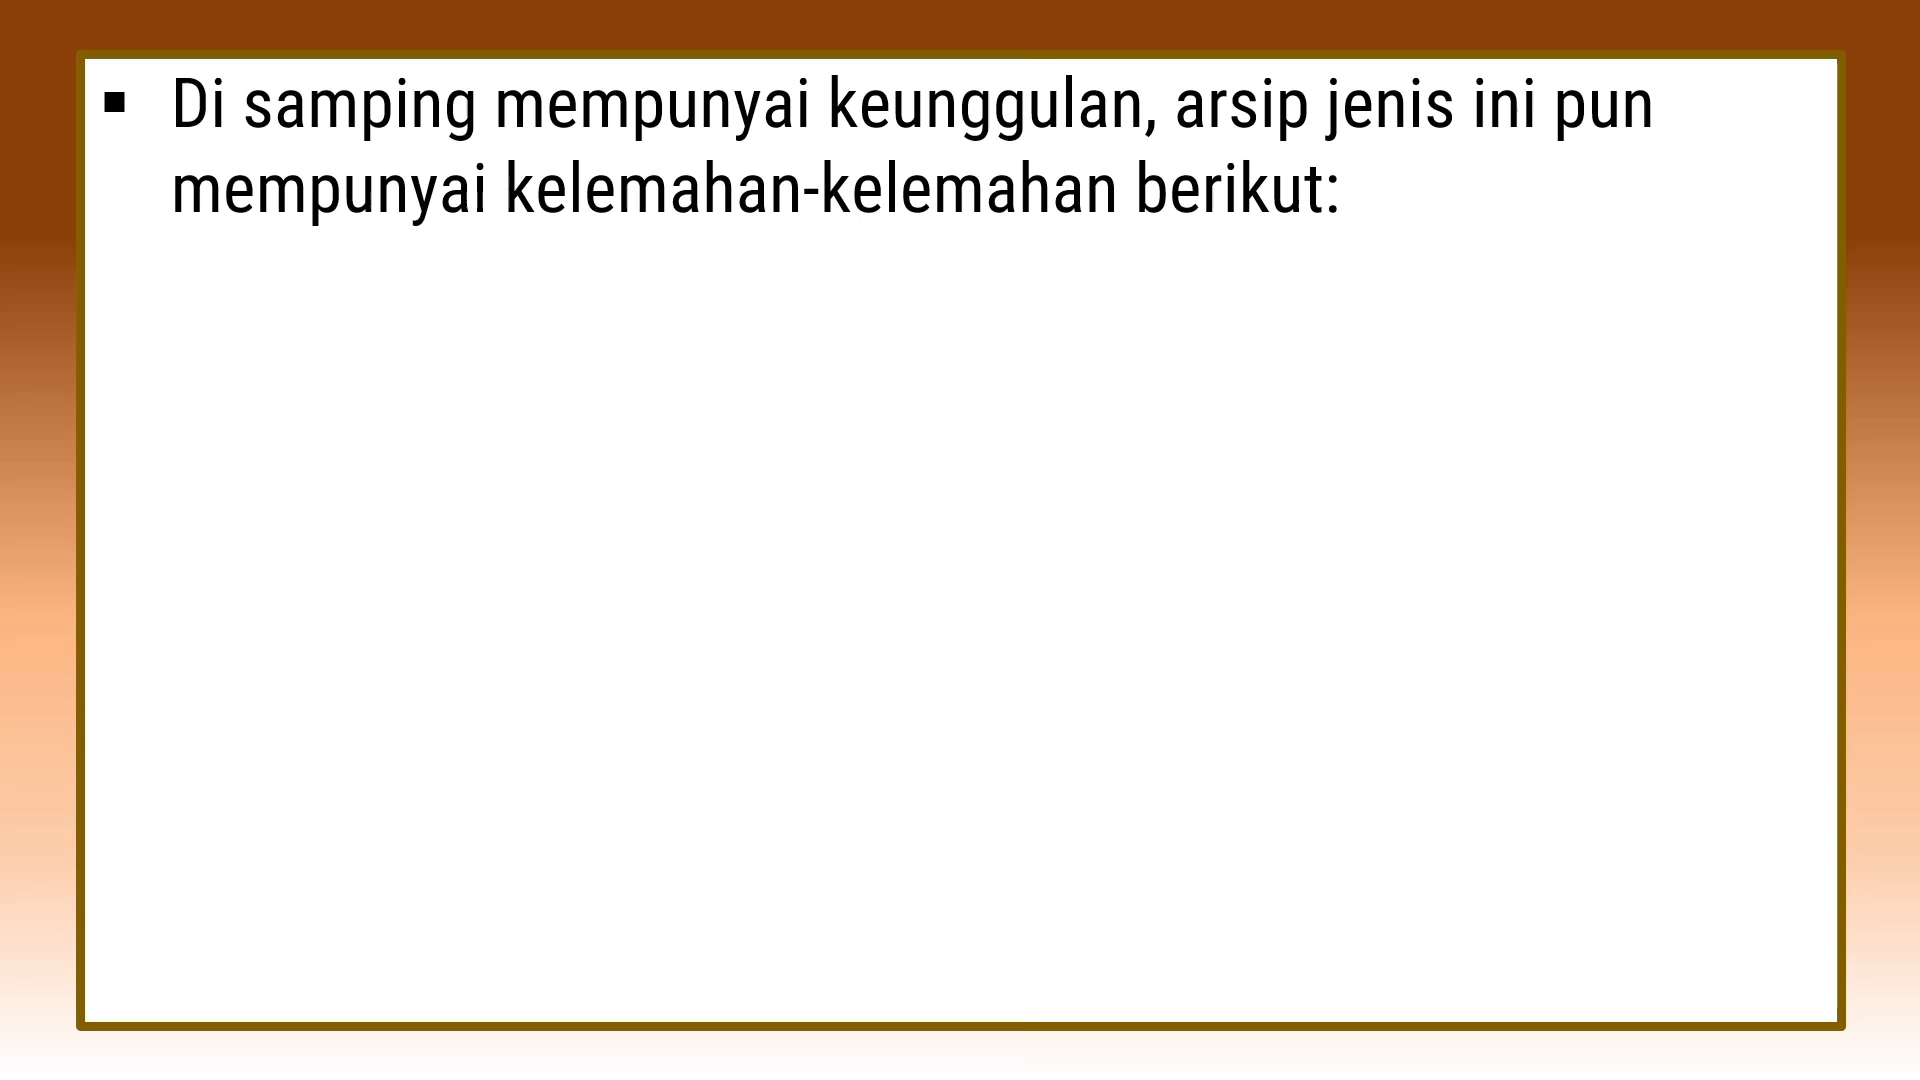 ▪ Di samping mempunyai keunggulan, arsip jenis ini pun
mempunyai kelemahan-kelemahan berikut: